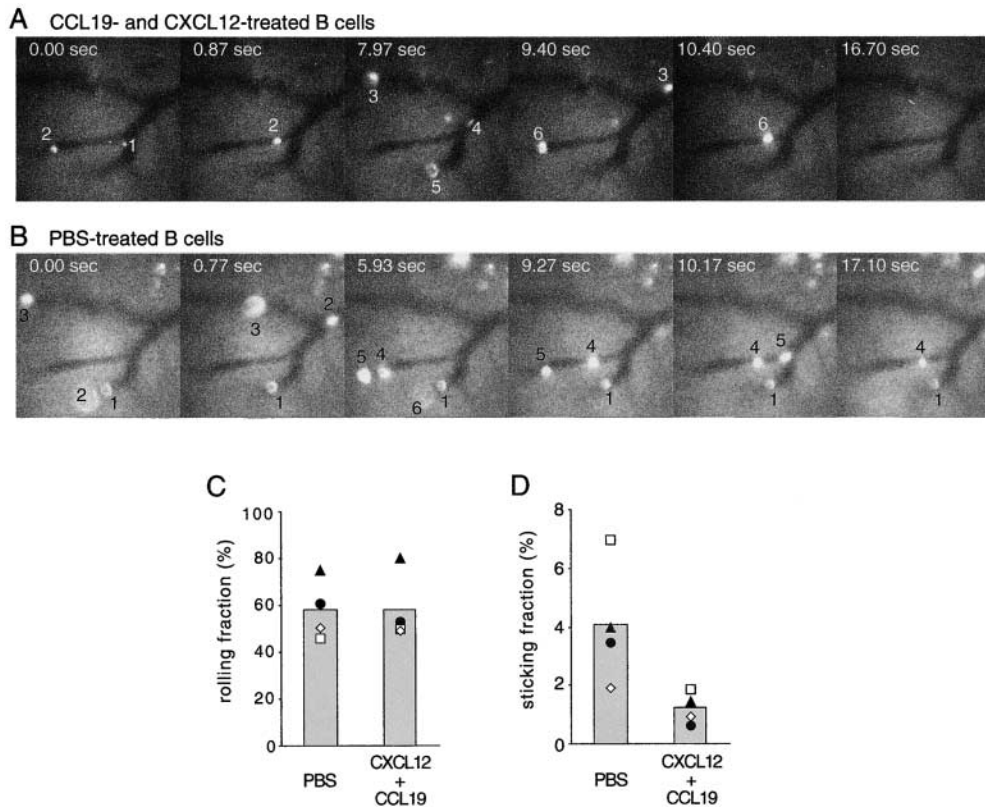 A CCL19- and CXCL12-treated B cells
0.00 sec 0.87 sec 7.97 sec 9.40 sec 10.40 sec 16.70 sec
3 3
2 1 2 4 6 6
5
B PBS-treated B cells
0.00 sec 0.77 sec 5.93 sec 9.27 sec 10.17 sec 17.10 sec
3 3 2
5 4 5 4 4 5 4
2 1 1 6 1 1 1 1
C D
rolling fraction (%)
100
80
60
40
20
0
PBS
CXCL12
+
CCL19
sticking fraction (%)
8
6
4
2
0
PBS
CXCL12
+
CCL19